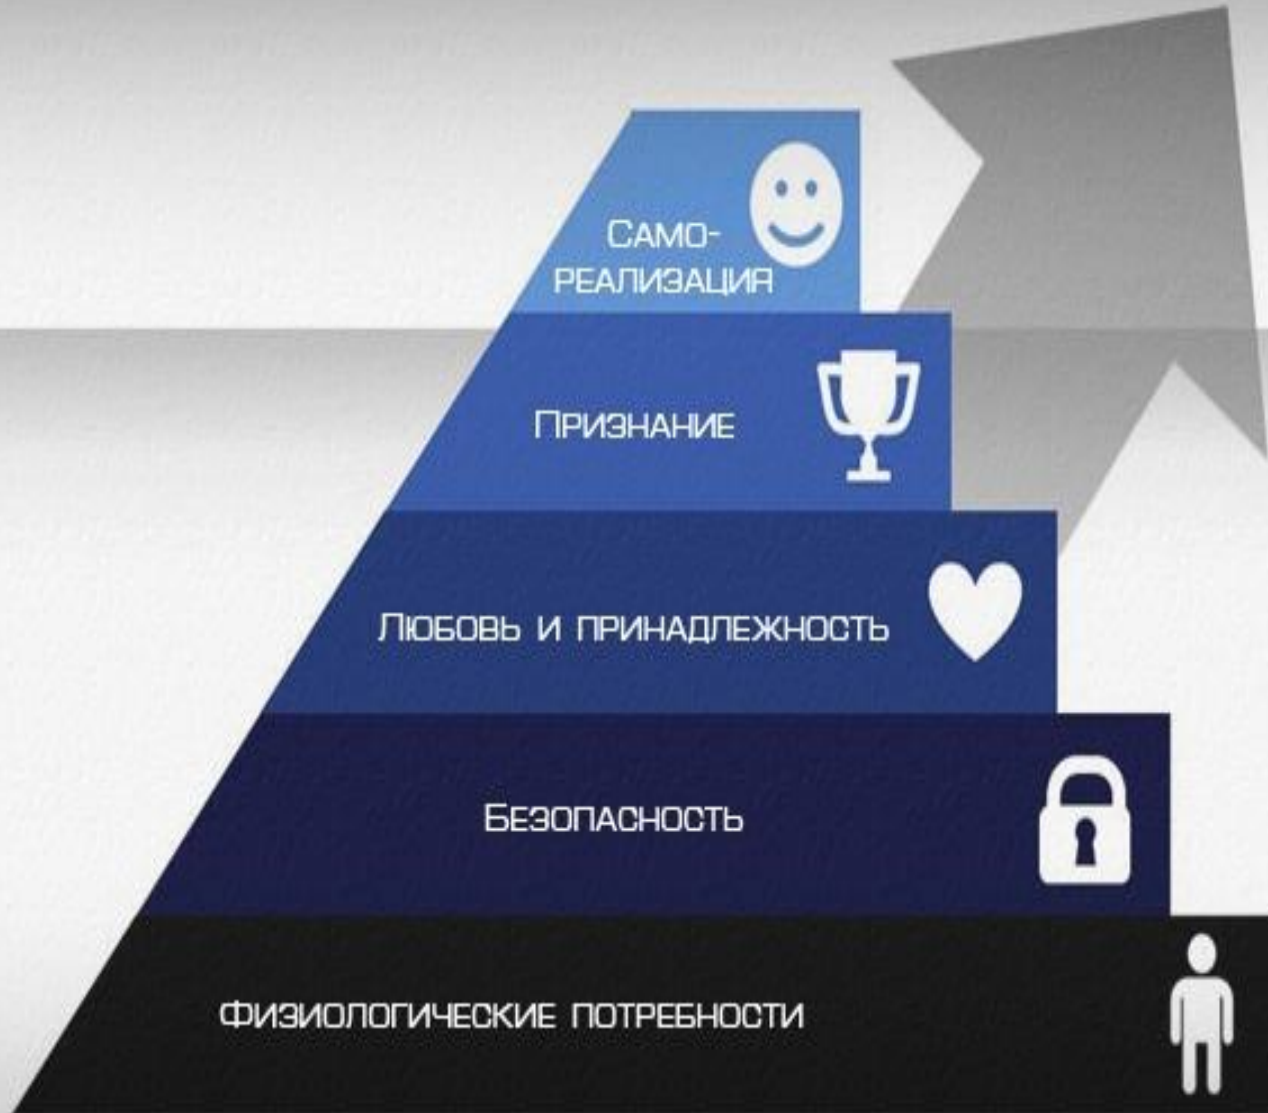 Само-
реализация
Признание
Любовь и принадлежность
Безопасность
Физиологические потребности